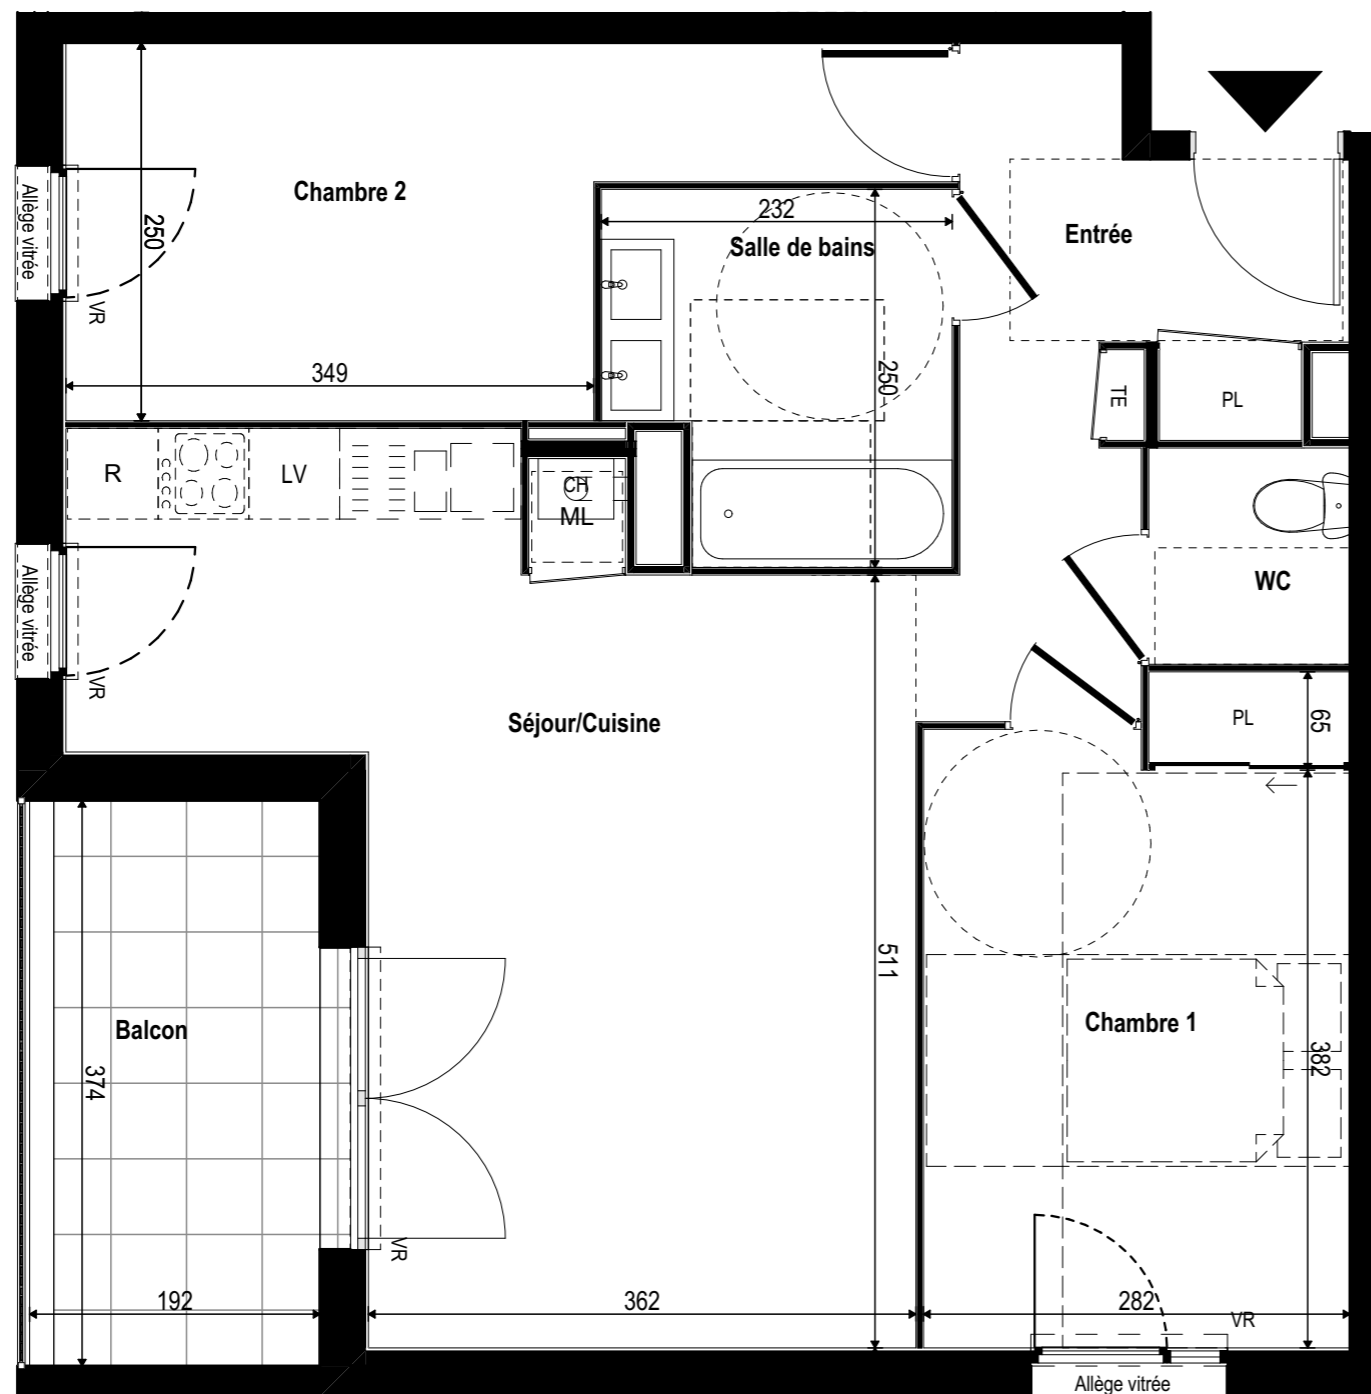 Chambre 2
Allège vitrée
250
VR
349
232
Salle de bains
250
Entrée
TE
PL
R
LV
CH
ML
WC
Allège vitrée
VR
Séjour/Cuisine
PL
65
511
Balcon
374
Chambre 1
382
VR
192
362
282
VR
Allège vitrée